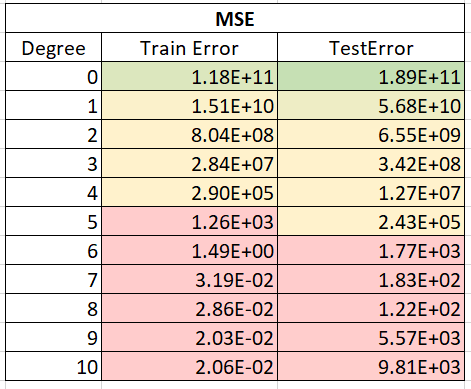 MSE
Degree Train Error TestError
0 1.18E+11 1.89E+11
1 1.51E+10 5.68E+10
2 8.04E+08 6.55E+09
3 2.84E+07 3.42E+08
4 2.90E+05 1.27E+07
5 1.26E+03 2.43E+05
6 1.49E+00 1.77E+03
7 3.19E-02 1.83E+02
8 2.86E-02 1.22E+02
9 2.03E-02 5.57E+03
10 2.06E-02 9.81E+03